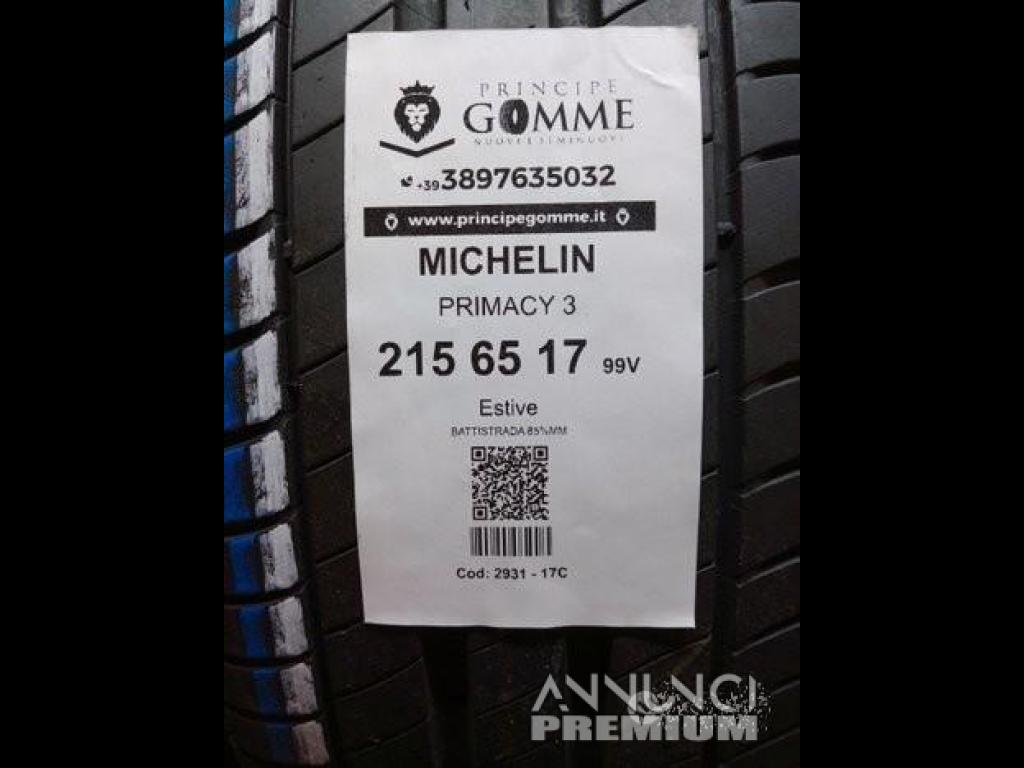 PRINCIPE
GOMME
NUOVE E SEMINUOVE
+39 3897635032
www.principegomme.it
MICHELIN
PRIMACY 3
215 65 17 99V
Estive
BATTISTRADA 85%MM
Cod: 2931 - 17C
ANNUNCI
PREMIUM